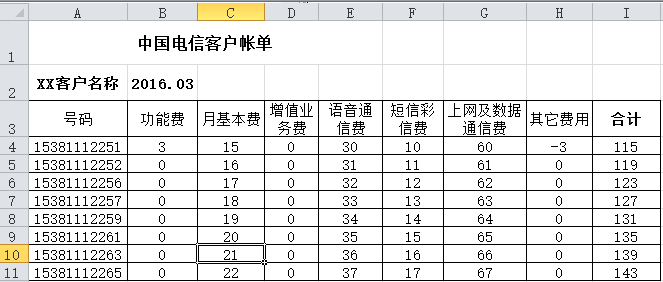 A B C D E F G H I
1 中国电信客户帐单
2 XX客户名称 2016.03
3 号码 功能费 月基本费 增值业务费 语音通信费 短信彩信费 上网及数据通信费 其它费用 合计
4 15381112251 3 15 0 30 10 60 -3 115
5 15381112252 0 16 0 31 11 61 0 119
6 15381112256 0 17 0 32 12 62 0 123
7 15381112257 0 18 0 33 13 63 0 127
8 15381112259 0 19 0 34 14 64 0 131
9 15381112261 0 20 0 35 15 65 0 135
10 15381112263 0 21 0 36 16 66 0 139
11 15381112265 0 22 0 37 17 67 0 143